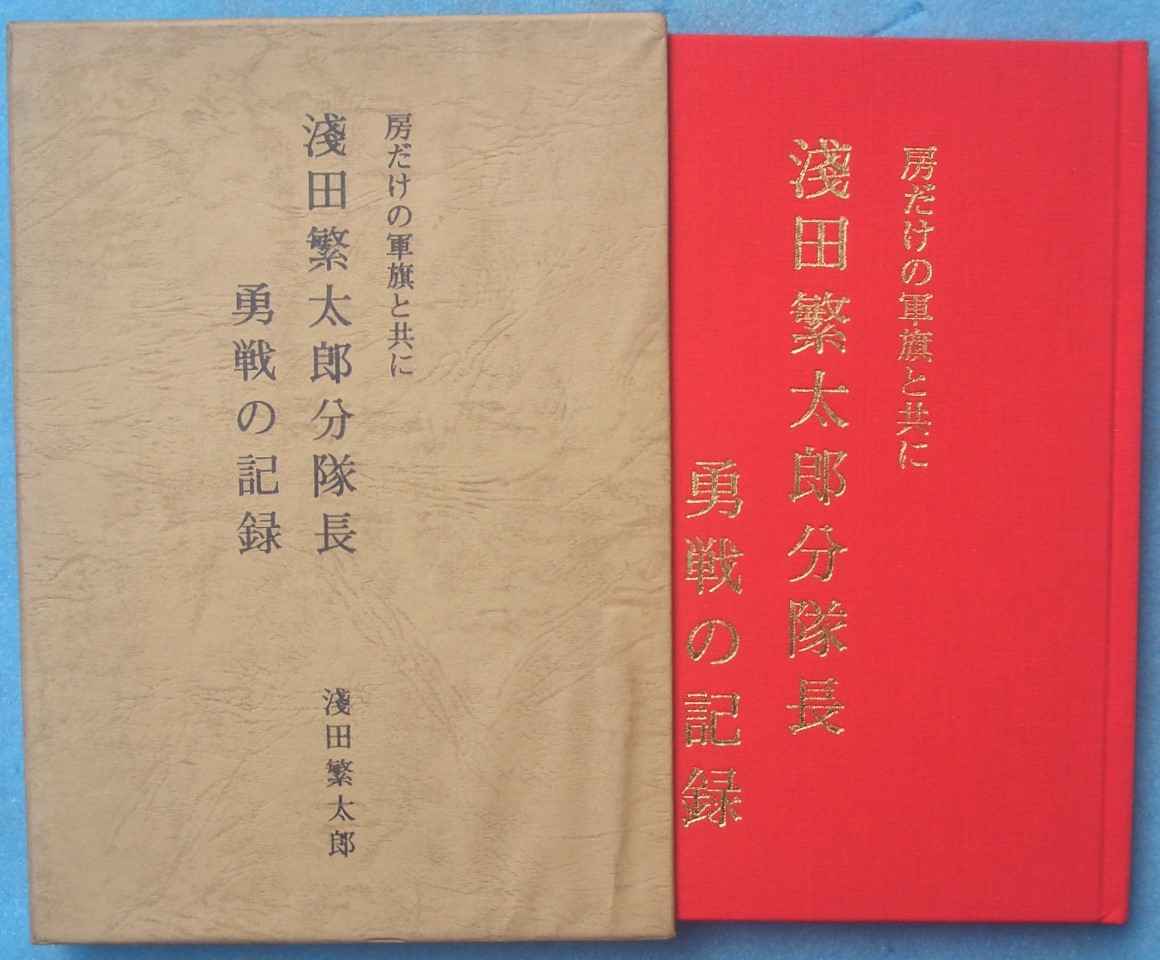 房だけの軍旗と共に
淺田繁太郎分隊長
勇戦の記録
淺田繁太郎
房だけの軍旗と共に
淺田繁太郎分隊長
勇戦の記録